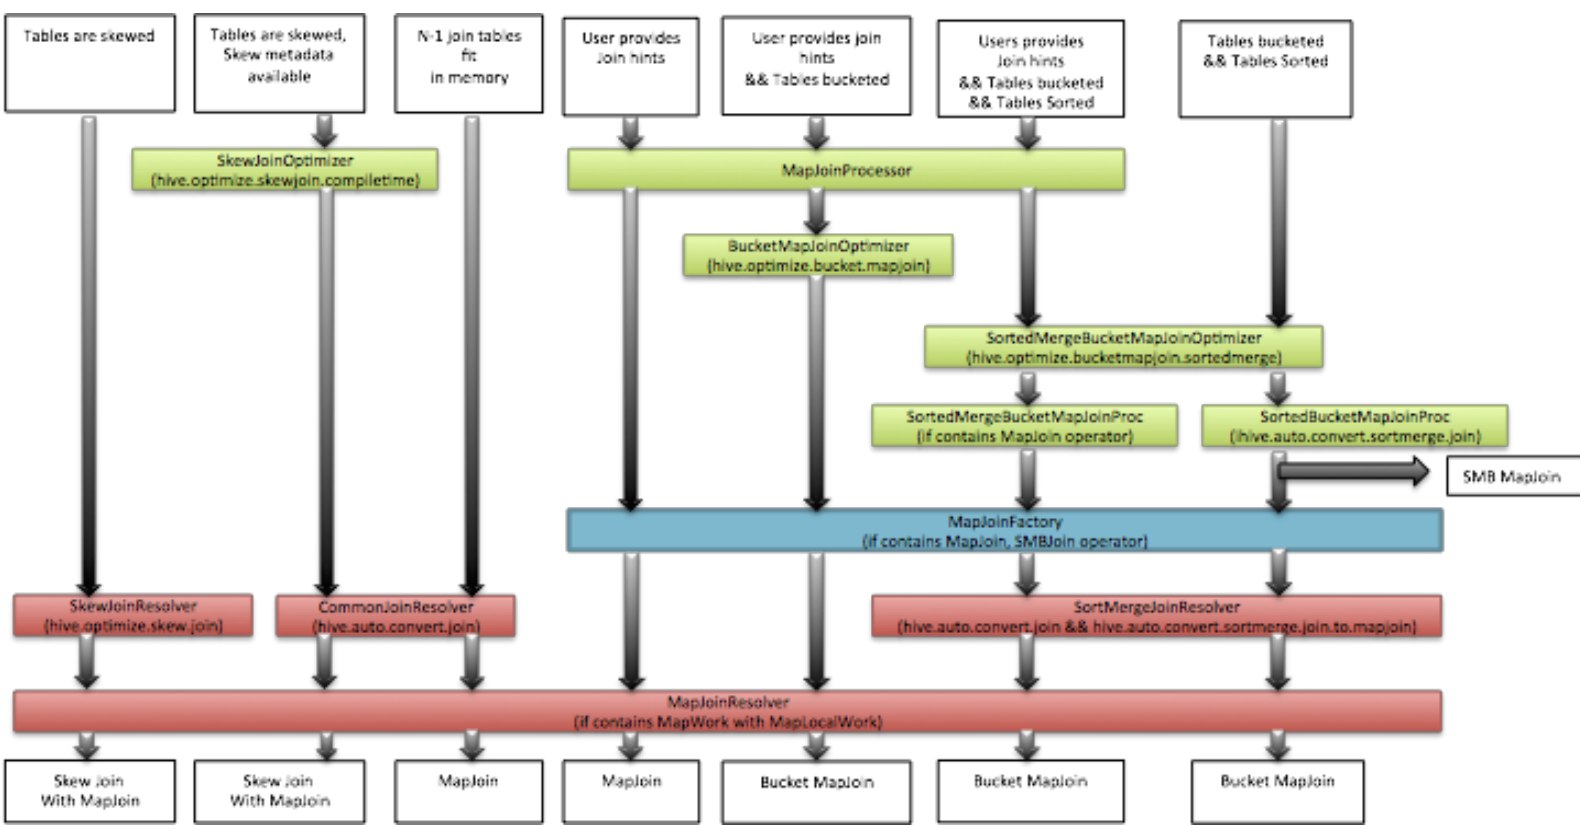 Tables are skewed
Tables are skewed,
Skew metadata
available
N-1 join tables
fit
in memory
User provides
Join hints
User provides join
hints
&& Tables bucketed
Users provides
Join hints
&& Tables bucketed
&& Tables Sorted
Tables bucketed
&& Tables Sorted
SkewJoinOptimizer
(hive.optimize.skewjoin.compiletime)
MapJoinProcessor
BucketMapJoinOptimizer
(hive.optimize.bucket.mapjoin)
SortedMergeBucketMapJoinOptimizer
(hive.optimize.bucketmapjoin.sortedmerge)
SortedMergeBucketMapJoinProc
(if contains MapJoin operator)
SortedBucketMapJoinProc
(ihive.auto.convert.sortmerge.join)
SMB MapJoin
MapJoinFactory
(if contains MapJoin, SMBJoin operator)
SkewJoinResolver
(hive.optimize.skew.join)
CommonJoinResolver
(hive.auto.convert.join)
SortMergeJoinResolver
(hive.auto.convert.join && hive.auto.convert.sortmerge.join.to.mapjoin)
MapJoinResolver
(if contains MapWork with MapLocalWork)
Skew Join
With MapJoin
Skew Join
With MapJoin
MapJoin
MapJoin
Bucket MapJoin
Bucket MapJoin
Bucket MapJoin